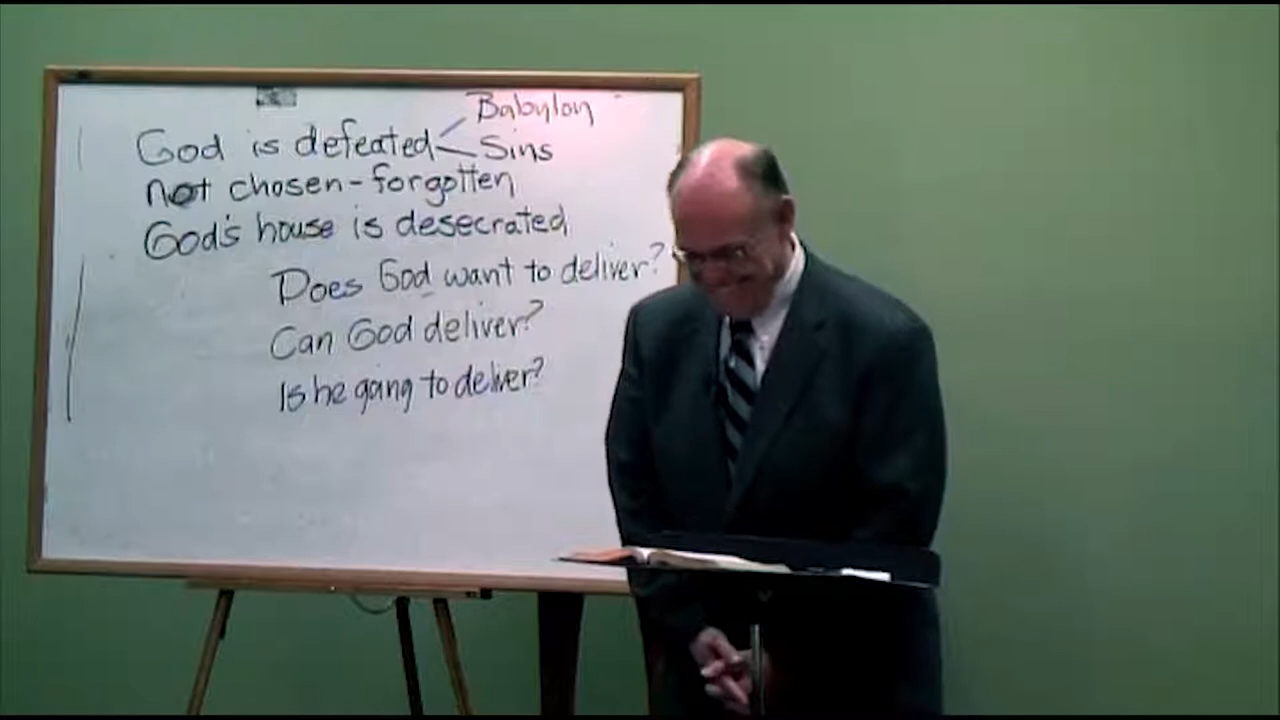 Babylon
God is defeated < Sins
not chosen - forgotten
God's house is desecrated,
Does God want to deliver?
Can God deliver?
Is he going to deliver?